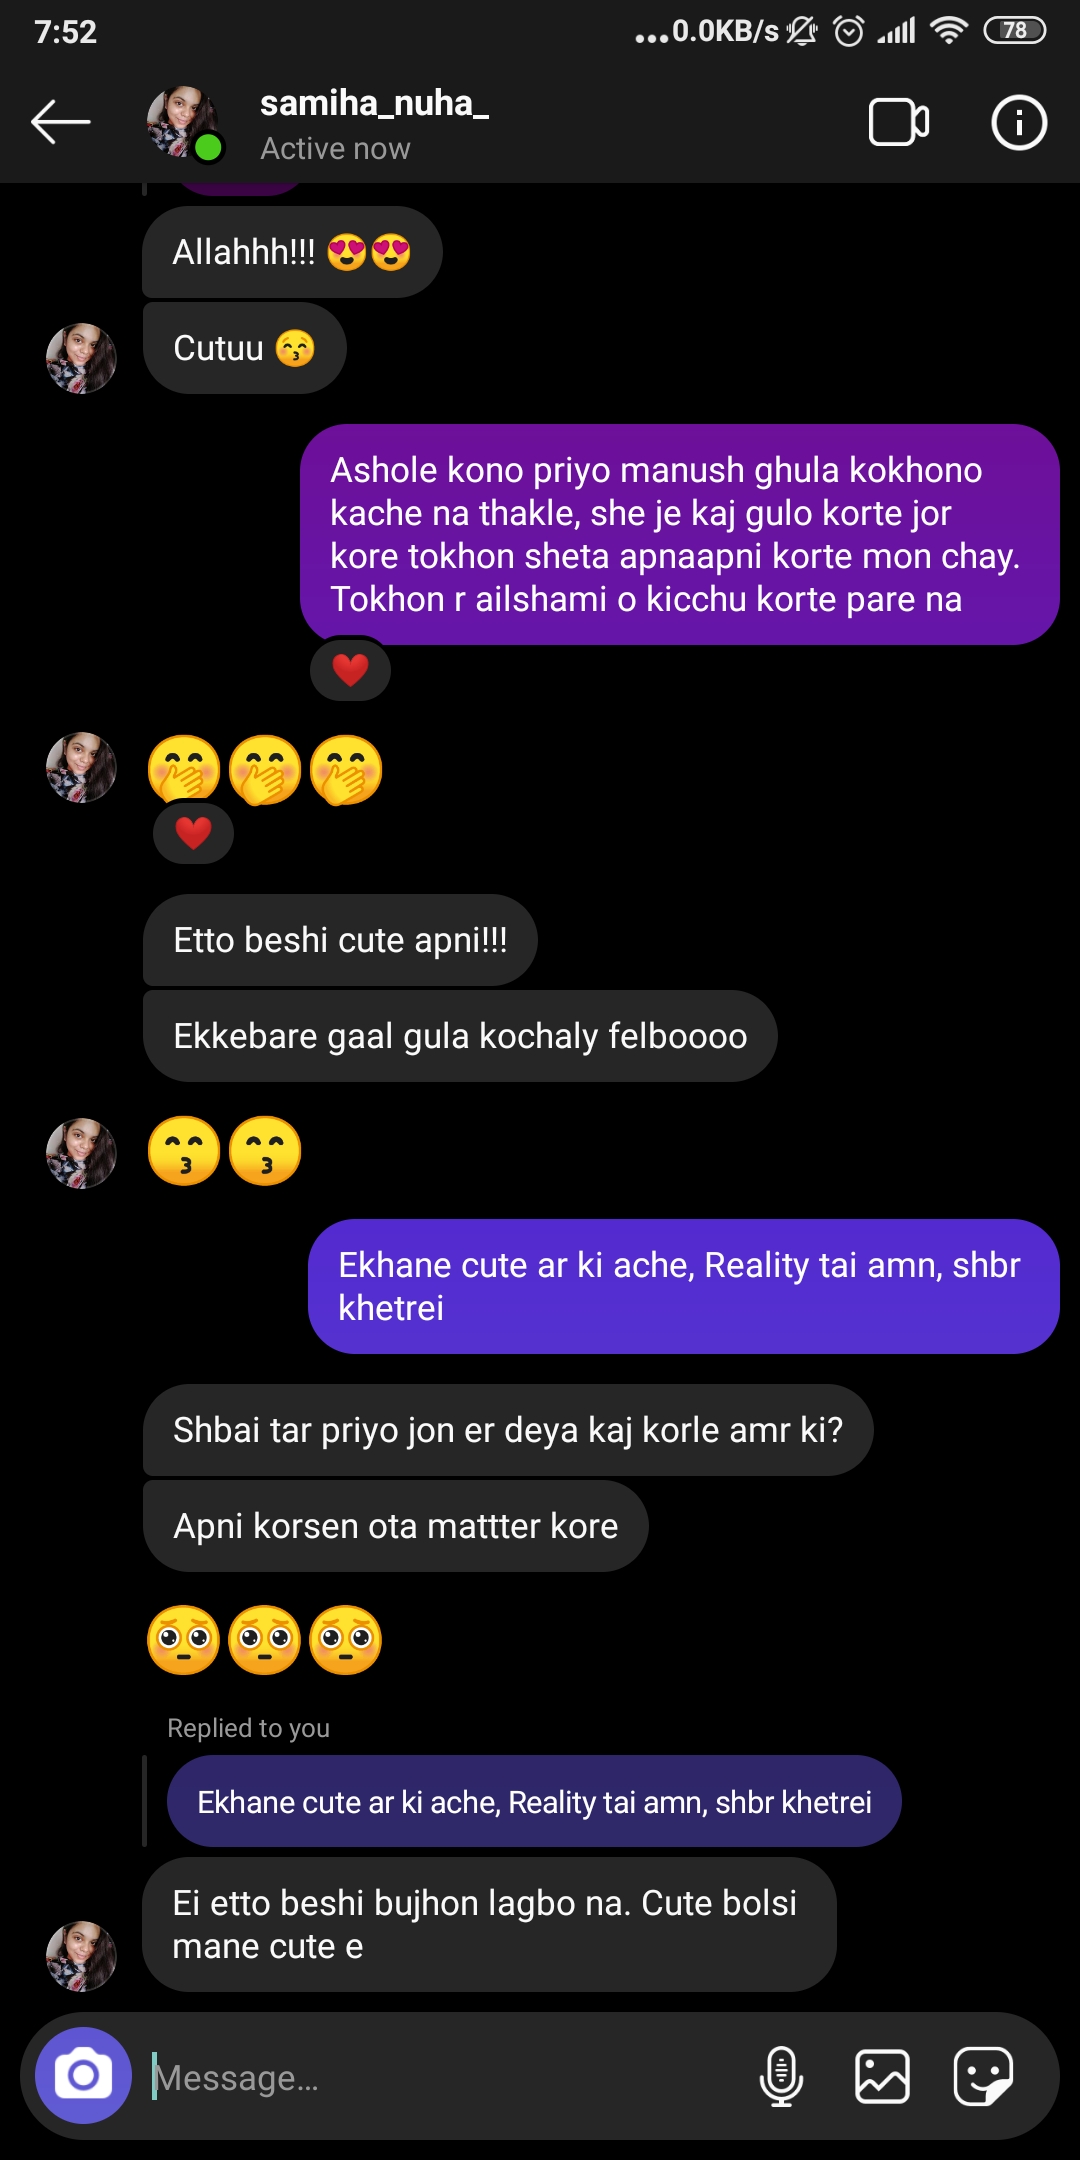 7:52
...0.0KB/s
78
samiha_nuha_
Active now
Allahhh!!! 😍😍
Cutuu 😚
Ashole kono priyo manush ghula kokhono
kache na thakle, she je kaj gulo korte jor
kore tokhon sheta apnaapni korte mon chay.
Tokhon r ailshami o kicchu korte pare na
❤️
🤭🤭🤭
❤️
Etto beshi cute apni!!!
Ekkebare gaal gula kochaly felboooo
😙😙
Ekhane cute ar ki ache, Reality tai amn, shbr
khetrei
Shbai tar priyo jon er deya kaj korle amr ki?
Apni korsen ota mattter kore
🥺🥺🥺
Replied to you
Ekhane cute ar ki ache, Reality tai amn, shbr khetrei
Ei etto beshi bujhon lagbo na. Cute bolsi
mane cute e
Message...